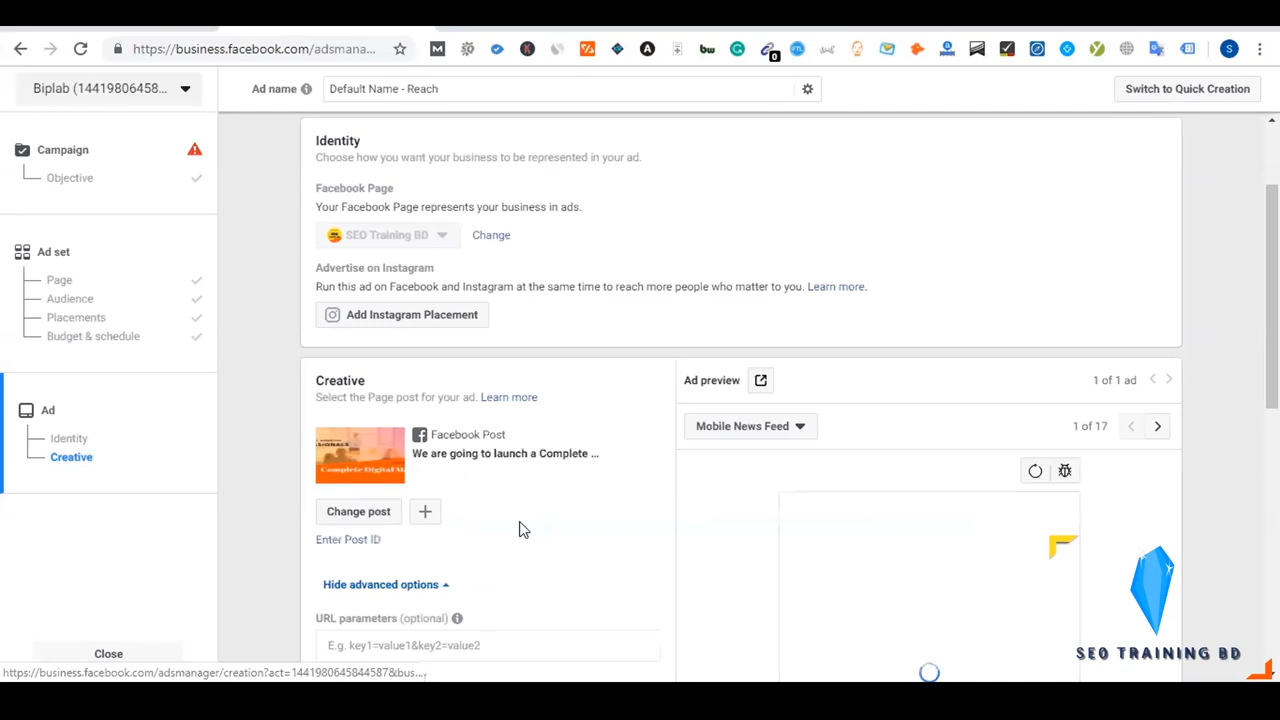 https://business.facebook.com/adsmana...
0
bw
S
Biplab (14419806458...
Ad name
Default Name - Reach
Switch to Quick Creation
Campaign
Objective
Ad set
Page
Audience
Placements
Budget & schedule
Ad
Identity
Creative
Close
Identity
Choose how you want your business to be represented in your ad.
Facebook Page
Your Facebook Page represents your business in ads.
SEO Training BD
Change
Advertise on Instagram
Run this ad on Facebook and Instagram at the same time to reach more people who matter to you. Learn more.
Add Instagram Placement
Creative
Select the Page post for your ad. Learn more
Facebook Post
We are going to launch a Complete ...
Complete Digital Ma
Change post
+
Enter Post ID
Hide advanced options
URL parameters (optional)
E.g. key1=value1&key2=value2
Ad preview
1 of 1 ad
Mobile News Feed
1 of 17
SEO TRAINING BD
https://business.facebook.com/adsmanager/creation?act=1441980645844587&bus...